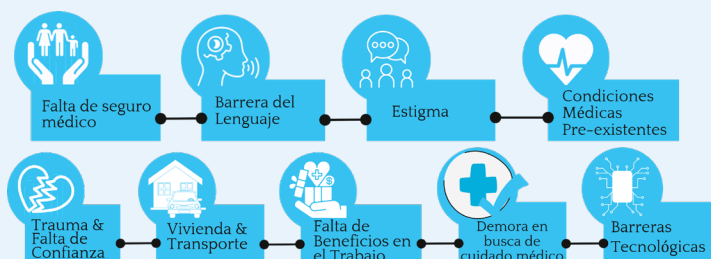 Falta de seguro
médico
Barrera del
Lenguaje
Estigma
Condiciones
Médicas
Pre-existentes
Trauma &
Falta de
Confianza
Vivienda &
Transporte
Falta de
Beneficios en
el Trabajo
Demora en
busca de
cuidado médico
Barreras
Tecnológicas